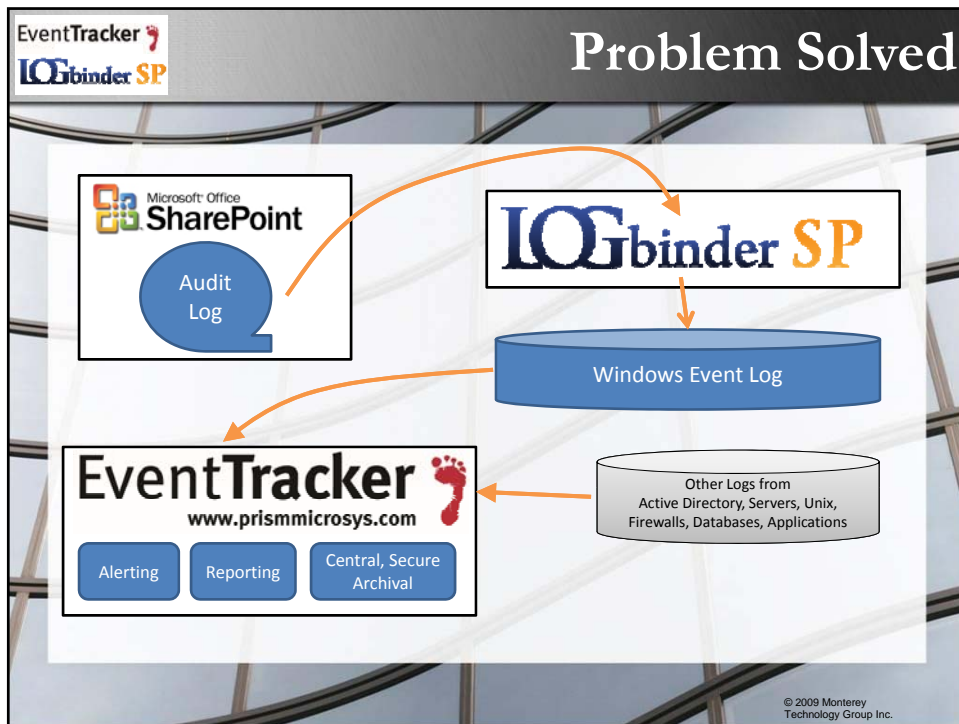 EventTracker
LOGbinder SP
Problem Solved
Microsoft® Office
SharePoint
Audit
Log
LOGbinder SP
Windows Event Log
EventTracker
www.prismmicrosys.com
Other Logs from
Active Directory, Servers, Unix,
Firewalls, Databases, Applications
Alerting
Reporting
Central, Secure
Archival
© 2009 Monterey
Technology Group Inc.